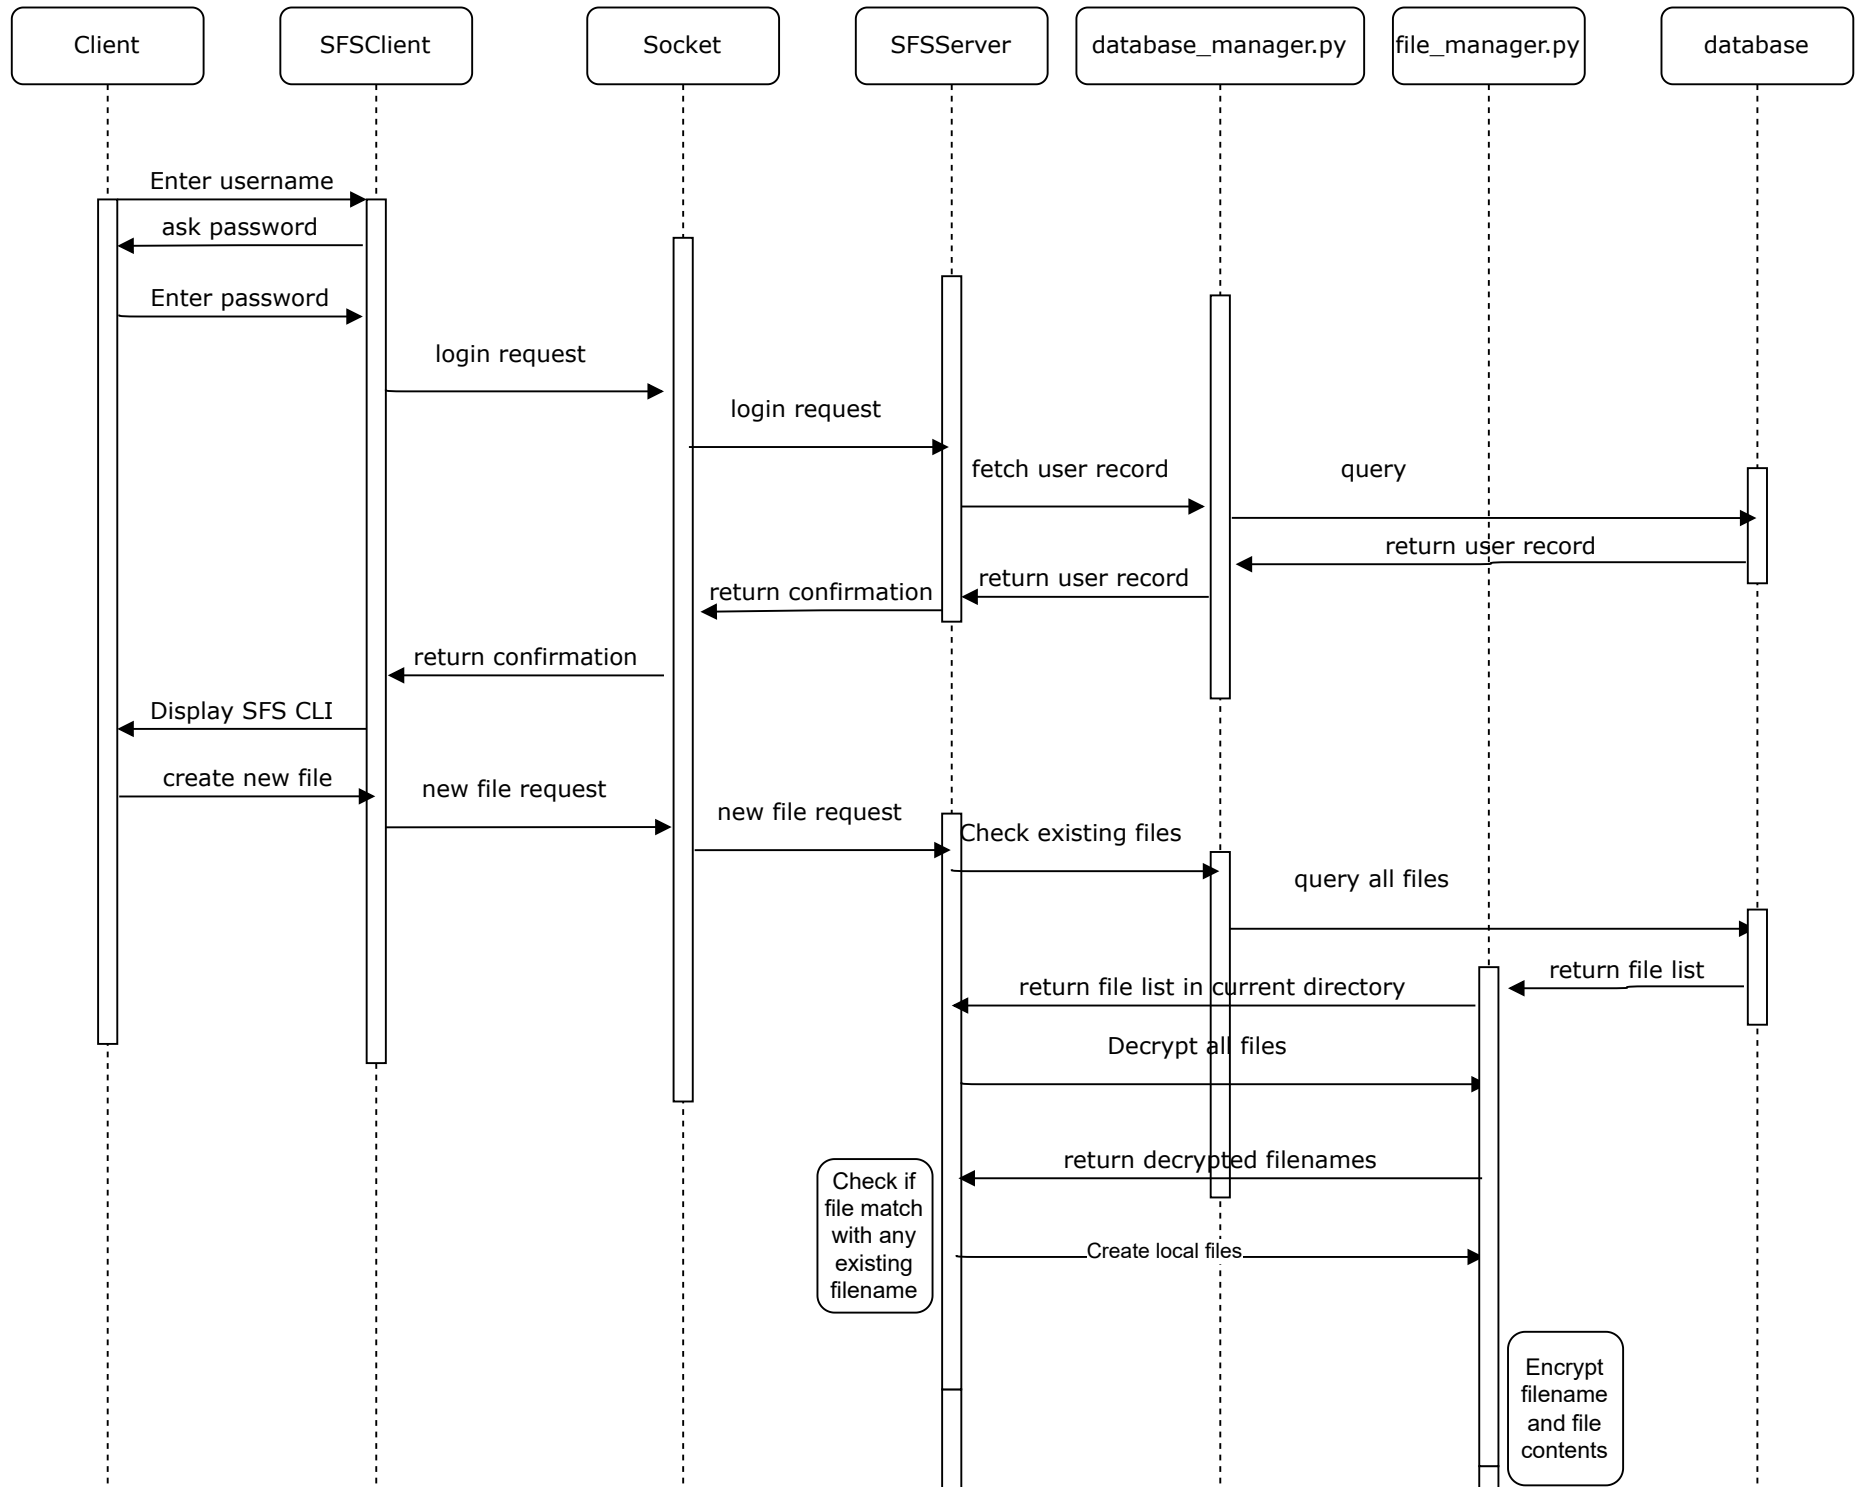 Client
SFSClient
Socket
SFSServer
database_manager.py
file_manager.py
database
Enter username
ask password
Enter password
login request
login request
fetch user record
query
return user record
return user record
return confirmation
return confirmation
Display SFS CLI
create new file
new file request
new file request
Check existing files
query all files
return file list
return file list in current directory
Decrypt all files
return decrypted filenames
Check if
file match
with any
existing
filename
Create local files
Encrypt
filename
and file
contents